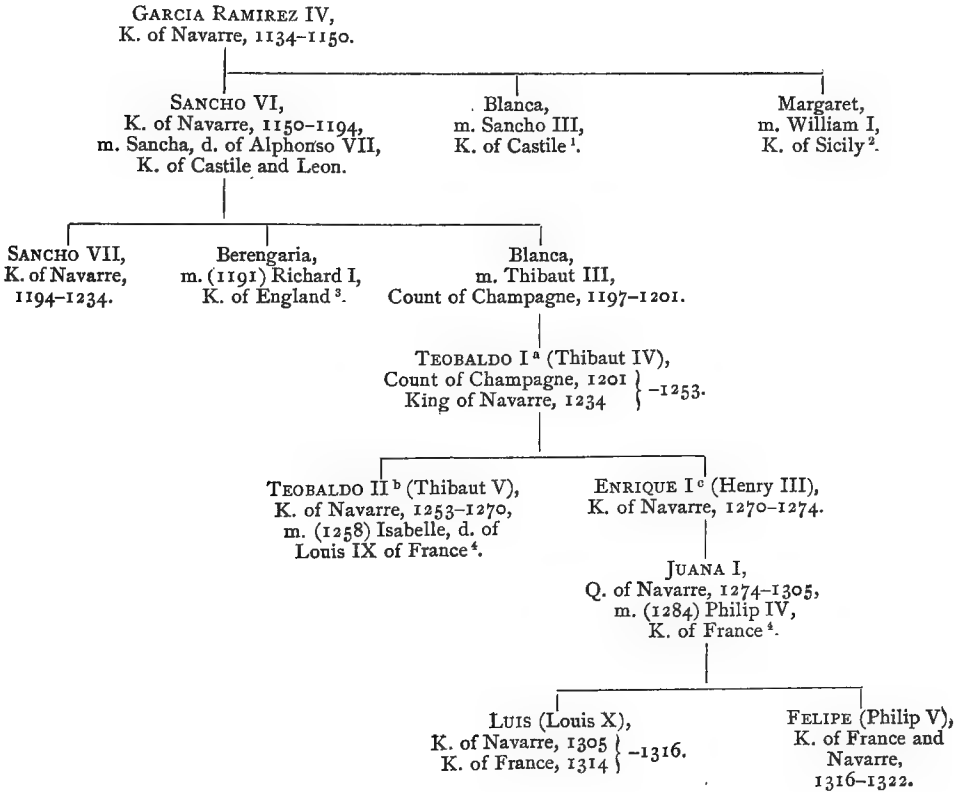 GARCIA RAMIREZ IV,
K. of Navarre, 1134–1150.
SANCHO VI,
K. of Navarre, 1150–1194,
m. Sancha, d. of Alphonso VII,
K. of Castile and Leon.
Blanca,
m. Sancho III,
K. of Castile ¹.
Margaret,
m. William I,
K. of Sicily ².
SANCHO VII,
K. of Navarre,
1194–1234.
Berengaria,
m. (1191) Richard I,
K. of England ³.
Blanca,
m. Thibaut III,
Count of Champagne, 1197–1201.
TEOBALDO I ᵃ (Thibaut IV),
Count of Champagne, 1201
King of Navarre, 1234 } –1253.
TEOBALDO II ᵇ (Thibaut V),
K. of Navarre, 1253–1270,
m. (1258) Isabelle, d. of
Louis IX of France ⁴.
ENRIQUE I ᶜ (Henry III),
K. of Navarre, 1270–1274.
JUANA I,
Q. of Navarre, 1274–1305,
m. (1284) Philip IV,
K. of France ⁴.
LUIS (Louis X),
K. of Navarre, 1305
K. of France, 1314 } –1316.
FELIPE (Philip V),
K. of France and
Navarre,
1316–1322.